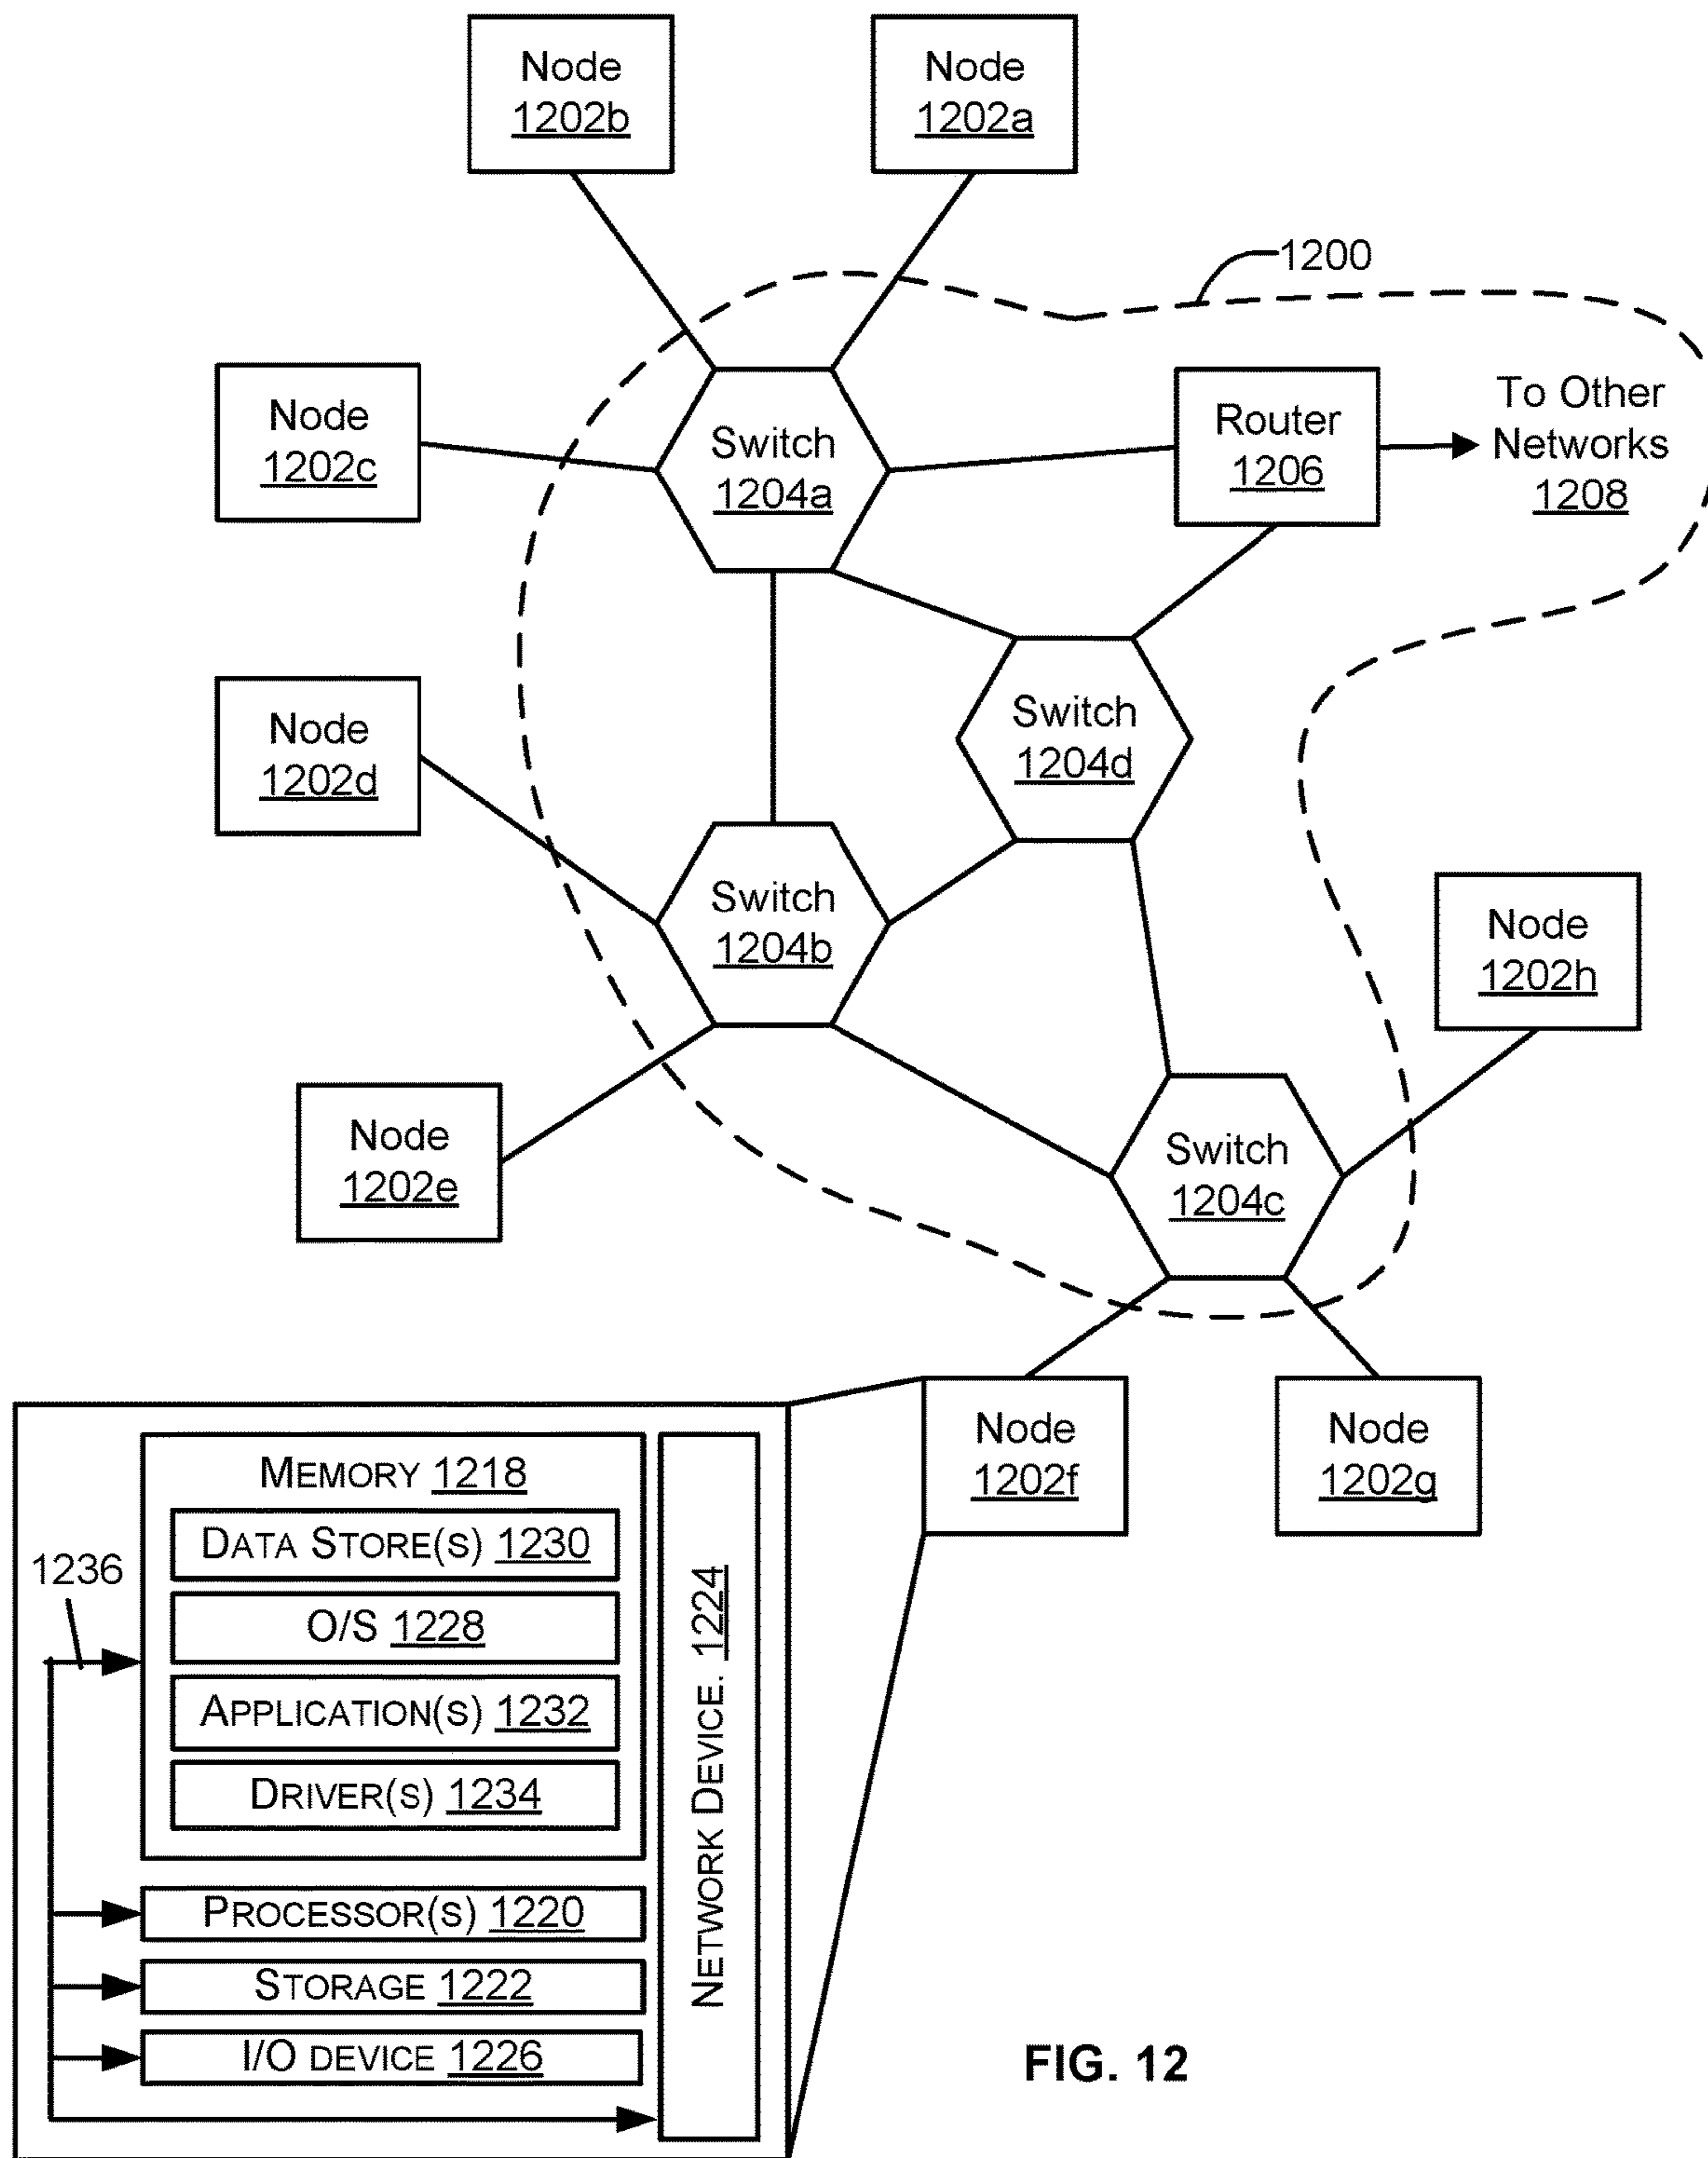 Node
1202b
Node
1202a
1200
Node
1202c
Switch
1204a
Router
1206
To Other
Networks
1208
Node
1202d
Switch
1204d
Switch
1204b
Node
1202h
Node
1202e
Switch
1204c
Node
1202f
Node
1202g
MEMORY 1218
DATA STORE(S) 1230
1236
O/S 1228
APPLICATION(S) 1232
DRIVER(S) 1234
PROCESSOR(S) 1220
STORAGE 1222
I/O DEVICE 1226
NETWORK DEVICE. 1224
FIG. 12